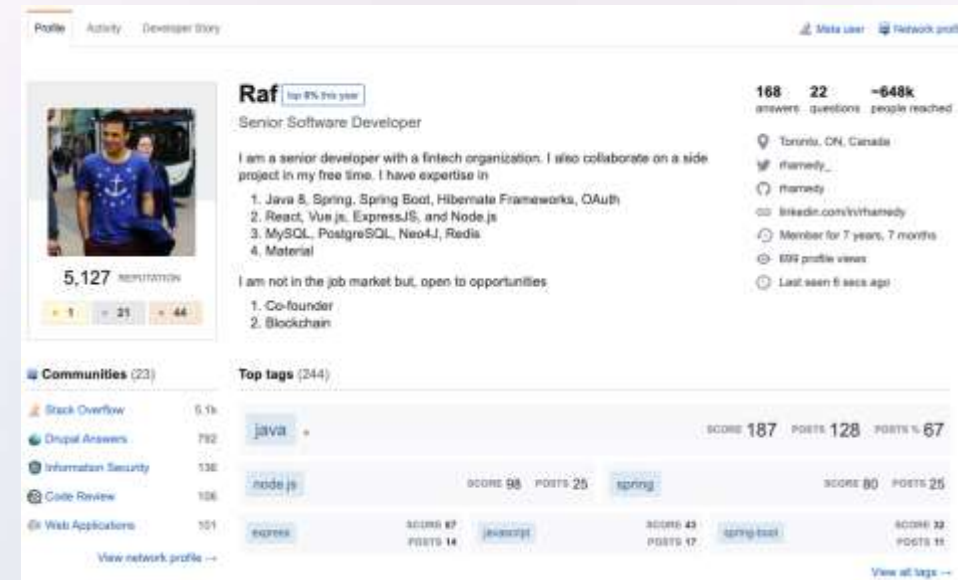 Profile Activity Developer Story
Meta user Network profi
Raf top 6% this year
Senior Software Developer
168 22 ~648k
answers questions people reached
I am a senior developer with a fintech organization. I also collaborate on a side
project in my free time. I have expertise in
1. Java 8, Spring, Spring Boot, Hibernate Frameworks, OAuth
2. React, Vue.js, ExpressJS, and Node.js
3. MySQL, PostgreSQL, Neo4J, Redis
4. Material
I am not in the job market but, open to opportunities
1. Co-founder
2. Blockchain
Toronto, ON, Canada
rhamedy_
rhamedy
linkedin.com/in/rhamedy
Member for 7 years, 7 months
699 profile views
Last seen 6 secs ago
5,127 REPUTATION
1 21 44
Communities (23)
Stack Overflow 5.1k
Drupal Answers 792
Information Security 136
Code Review 106
Web Applications 101
View network profile →
Top tags (244)
java SCORE 187 POSTS 128 POSTS % 67
node.js SCORE 98 POSTS 25 spring SCORE 80 POSTS 25
express SCORE 67 javascript SCORE 43 spring-boot SCORE 32
POSTS 14 POSTS 17 POSTS 11
View all tags →